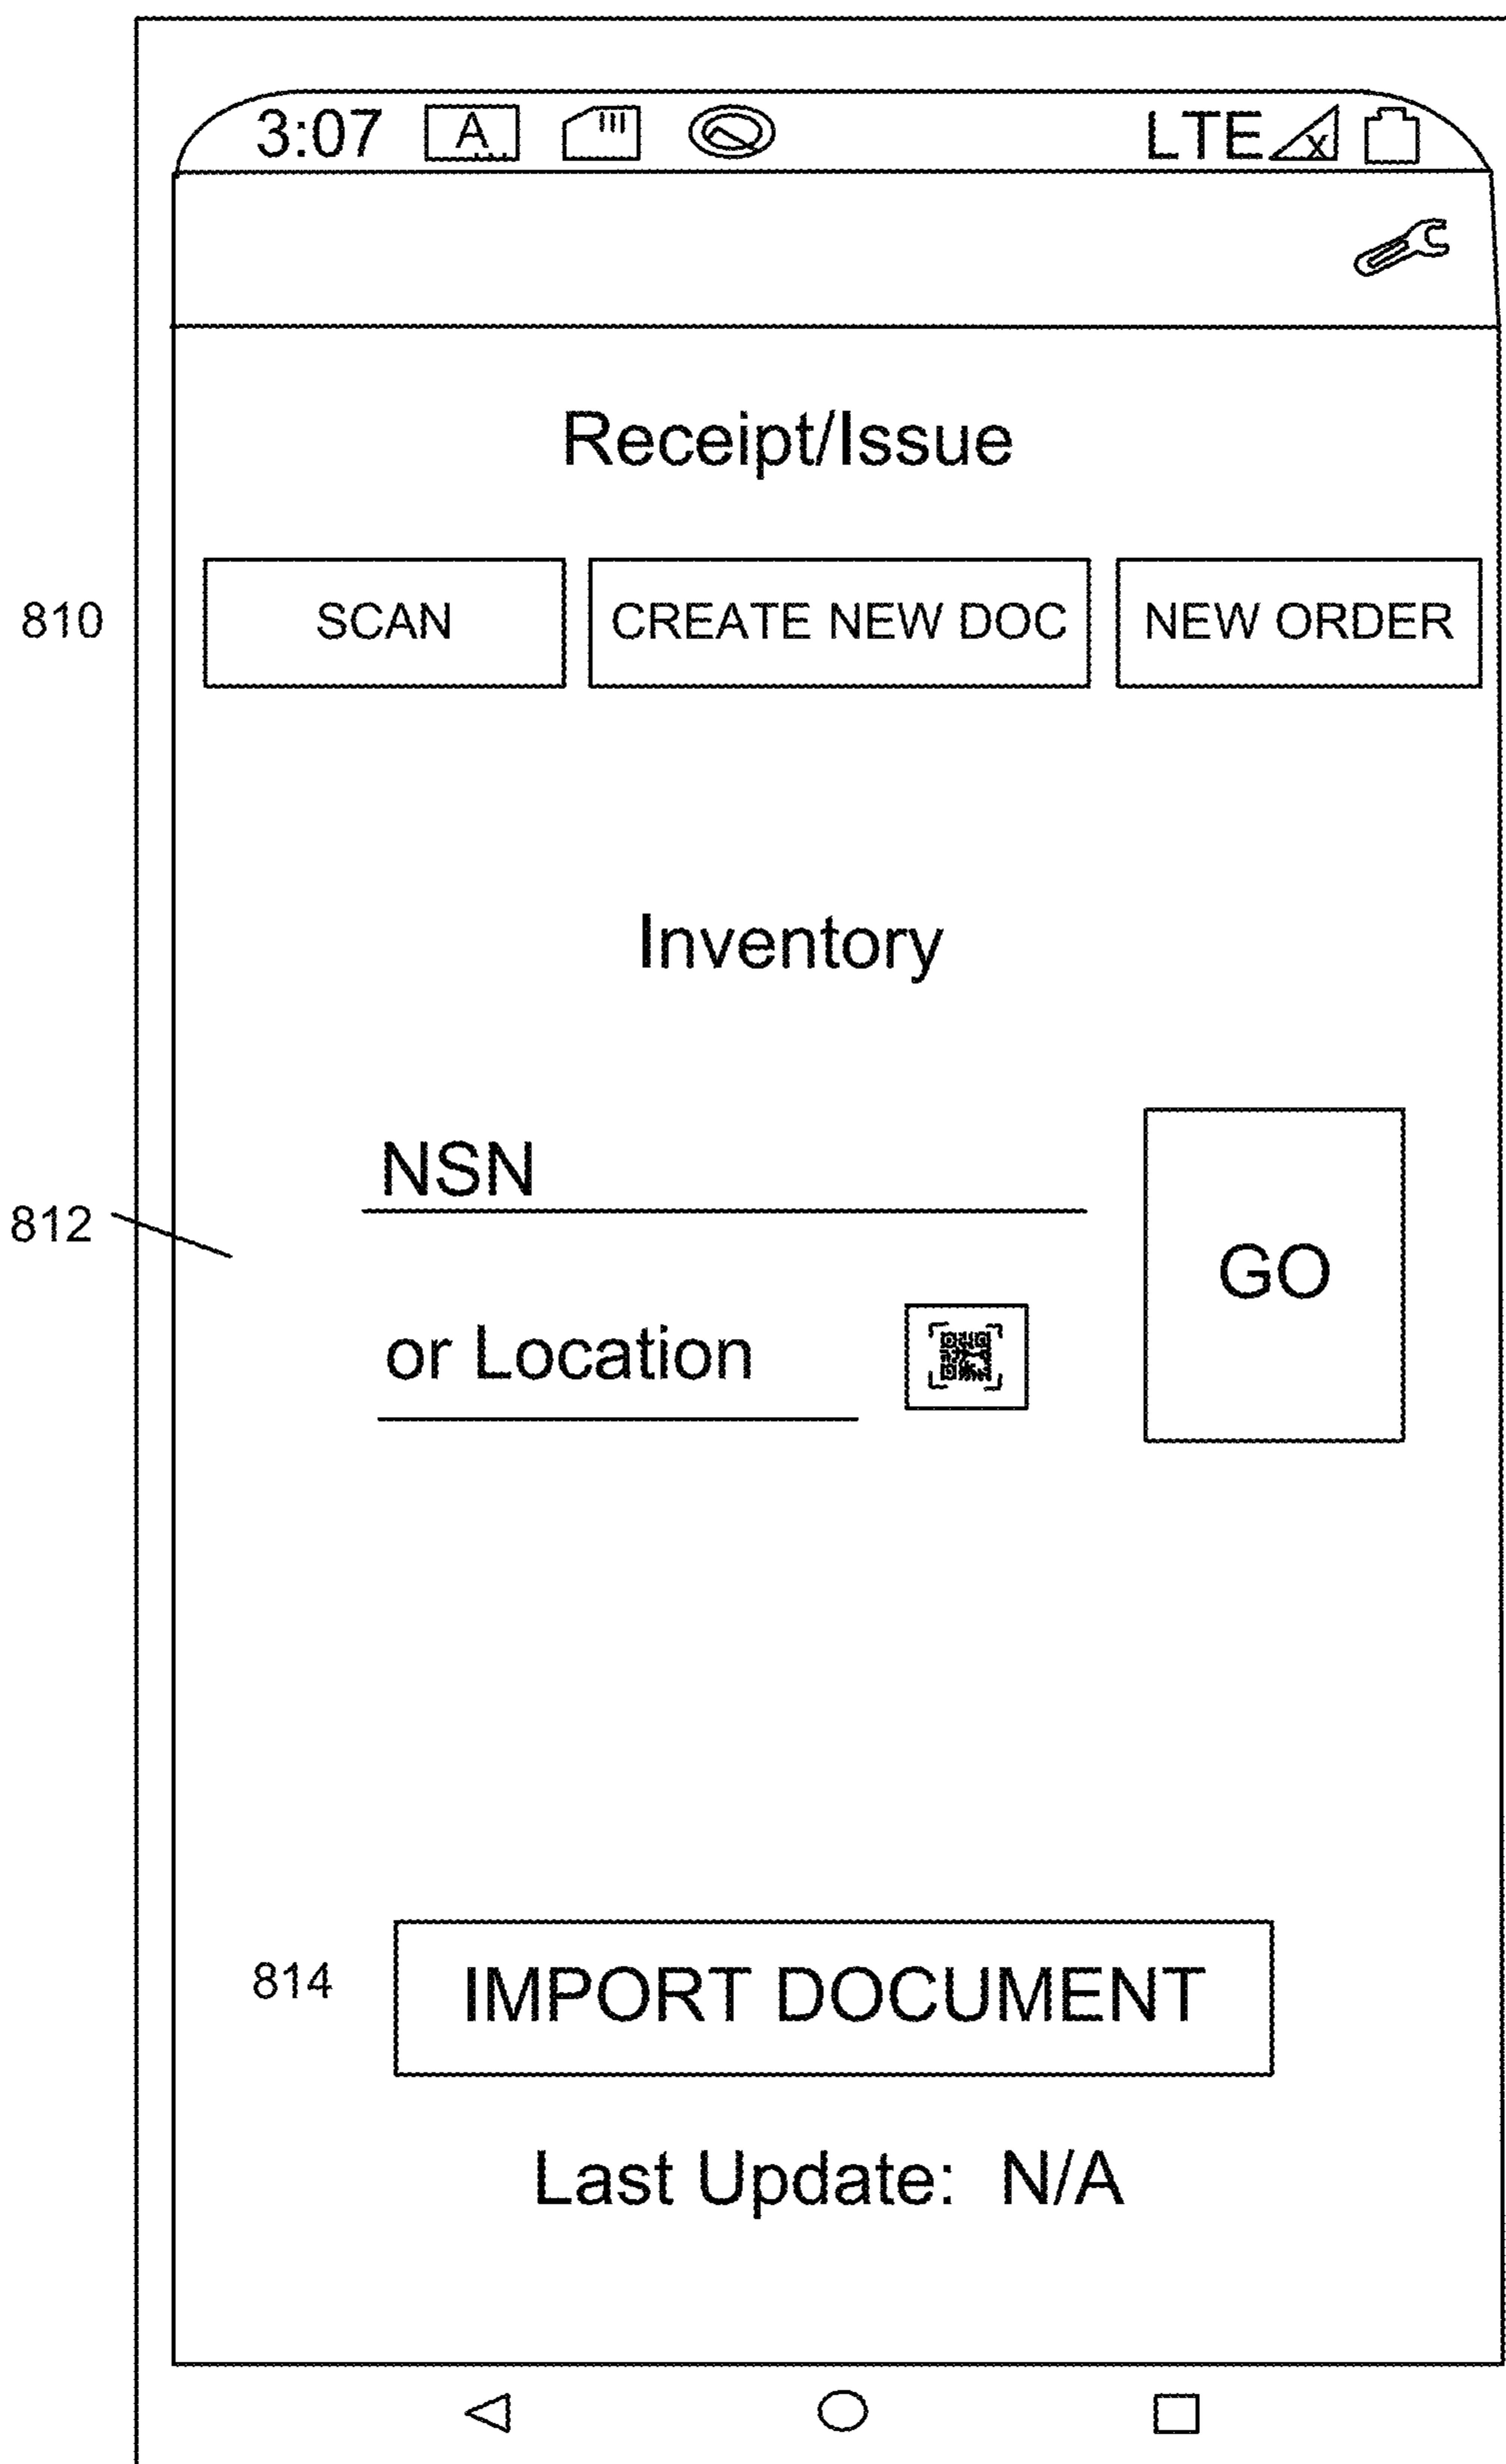 3:07 A LTE x
Receipt/Issue
810 SCAN CREATE NEW DOC NEW ORDER
Inventory
NSN
812
GO
or Location
814 IMPORT DOCUMENT
Last Update: N/A